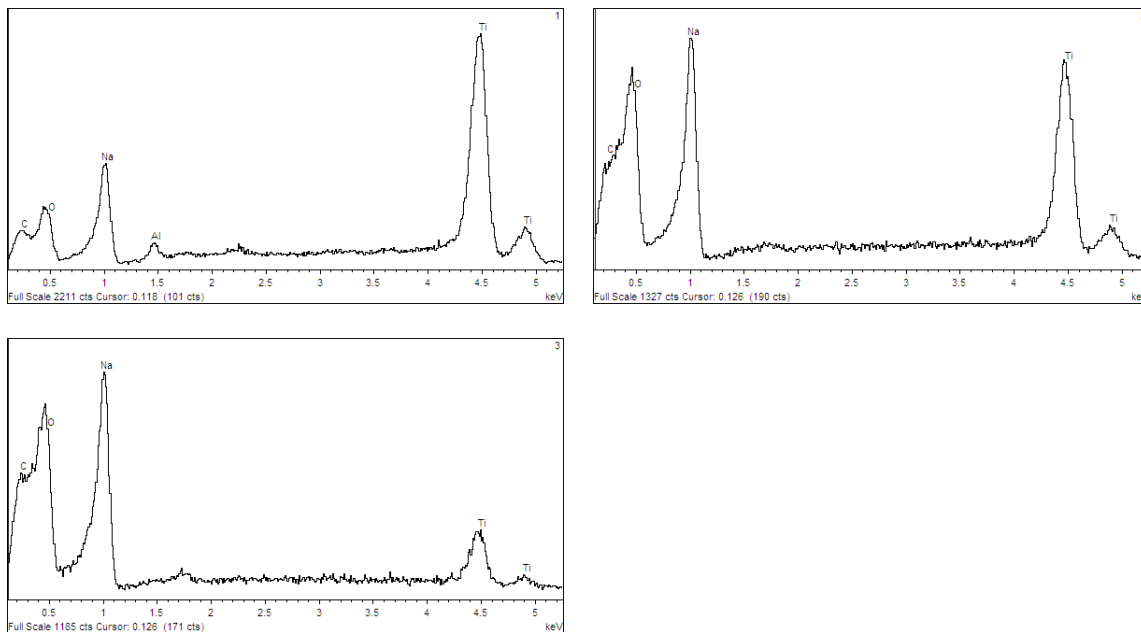 1
Ti
Na
O
C
Al
Ti
0.5 1 1.5 2 2.5 3 3.5 4 4.5 5
Full Scale 2211 cts Cursor: 0.118 (101 cts) keV
Na
Ti
O
C
Ti
0.5 1 1.5 2 2.5 3 3.5 4 4.5 5
Full Scale 1327 cts Cursor: 0.126 (190 cts)
3
Na
O
C
Ti
Ti
0.5 1 1.5 2 2.5 3 3.5 4 4.5 5
Full Scale 1185 cts Cursor: 0.126 (171 cts) keV